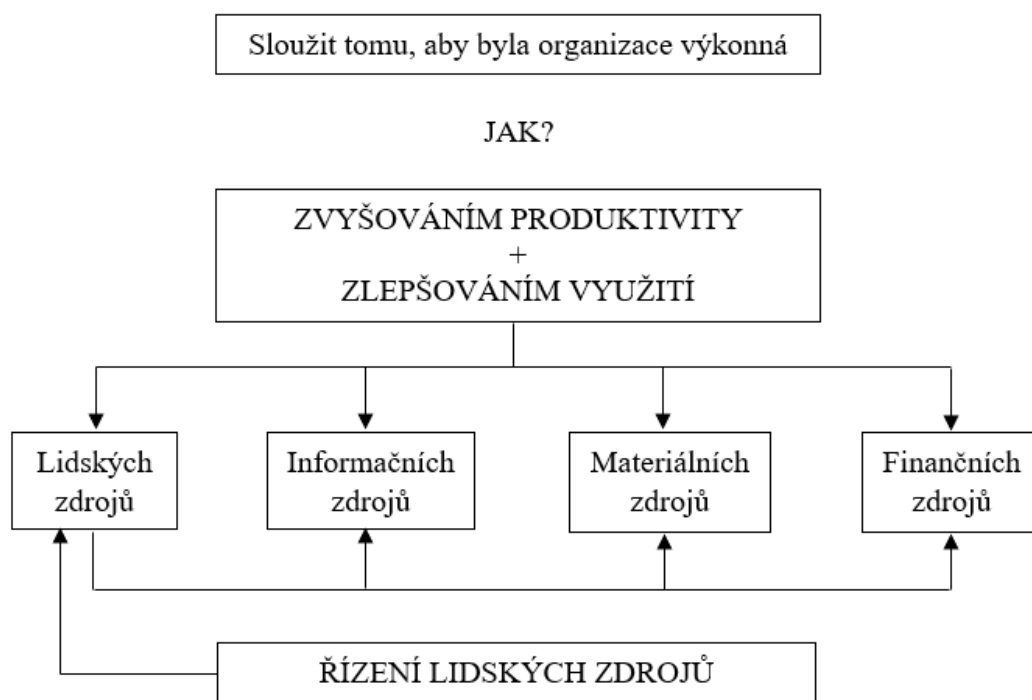 Sloužit tomu, aby byla organizace výkonná
JAK?
ZVYŠOVÁNÍM PRODUKTIVITY
+
ZLEPŠOVÁNÍM VYUŽITÍ
Lidských
zdrojů
Informačních
zdrojů
Materiálních
zdrojů
Finančních
zdrojů
ŘÍZENÍ LIDSKÝCH ZDROJŮ